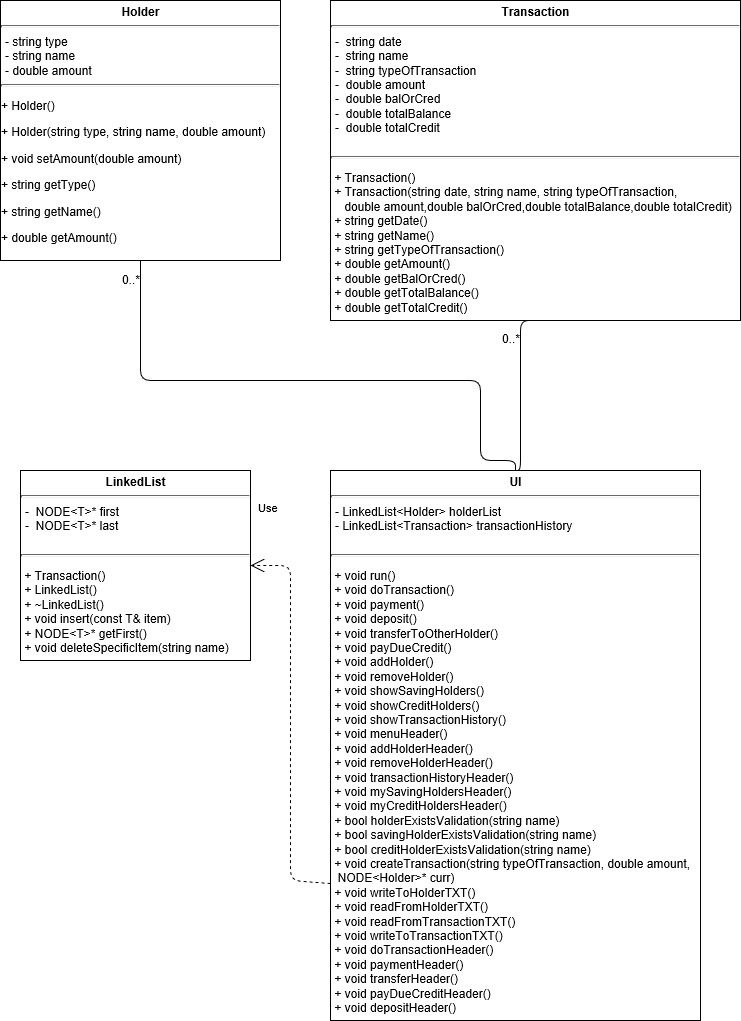 Holder
- string type
- string name
- double amount
+ Holder()
+ Holder(string type, string name, double amount)
+ void setAmount(double amount)
+ string getType()
+ string getName()
+ double getAmount()
0..*
Transaction
- string date
- string name
- string typeOfTransaction
- double amount
- double balOrCred
- double totalBalance
- double totalCredit
+ Transaction()
+ Transaction(string date, string name, string typeOfTransaction,
double amount,double balOrCred,double totalBalance,double totalCredit)
+ string getDate()
+ string getName()
+ string getTypeOfTransaction()
+ double getAmount()
+ double getBalOrCred()
+ double getTotalBalance()
+ double getTotalCredit()
0..*
LinkedList
- NODE<T>* first
- NODE<T>* last
+ Transaction()
+ LinkedList()
+ ~LinkedList()
+ void insert(const T& item)
+ NODE<T>* getFirst()
+ void deleteSpecificItem(string name)
Use
UI
- LinkedList<Holder> holderList
- LinkedList<Transaction> transactionHistory
+ void run()
+ void doTransaction()
+ void payment()
+ void deposit()
+ void transferToOtherHolder()
+ void payDueCredit()
+ void addHolder()
+ void removeHolder()
+ void showSavingHolders()
+ void showCreditHolders()
+ void showTransactionHistory()
+ void menuHeader()
+ void addHolderHeader()
+ void removeHolderHeader()
+ void transactionHistoryHeader()
+ void mySavingHoldersHeader()
+ void myCreditHoldersHeader()
+ bool holderExistsValidation(string name)
+ bool savingHolderExistsValidation(string name)
+ bool creditHolderExistsValidation(string name)
+ void createTransaction(string typeOfTransaction, double amount,
NODE<Holder>* curr)
+ void writeToHolderTXT()
+ void readFromHolderTXT()
+ void readFromTransactionTXT()
+ void writeToTransactionTXT()
+ void doTransactionHeader()
+ void paymentHeader()
+ void transferHeader()
+ void payDueCreditHeader()
+ void depositHeader()